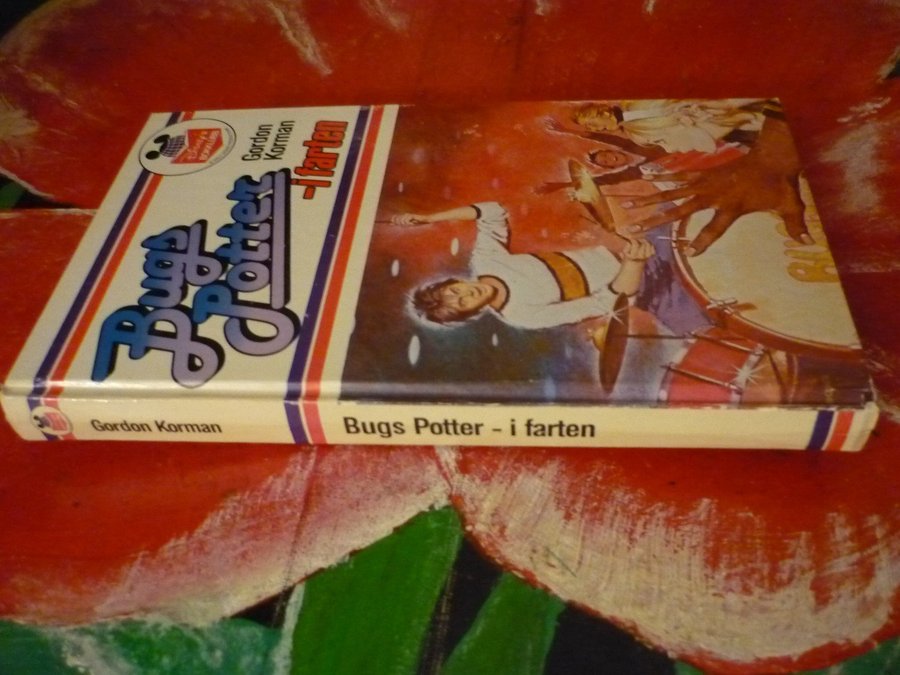 Gordon
Korman
Bugs
Potter
- i farten
Gordon Korman
Bugs Potter - i farten